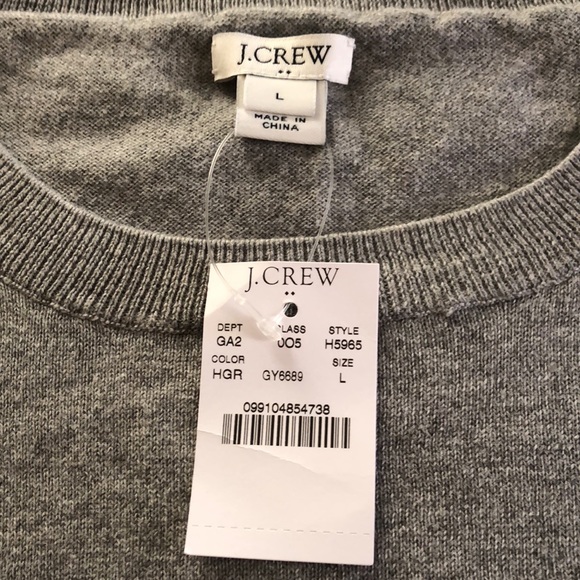 J.CREW
L
MADE IN
CHINA
J.CREW
DEPT CLASS STYLE
GA2 005 H5965
COLOR SIZE
HGR GY6689 L
099104854738